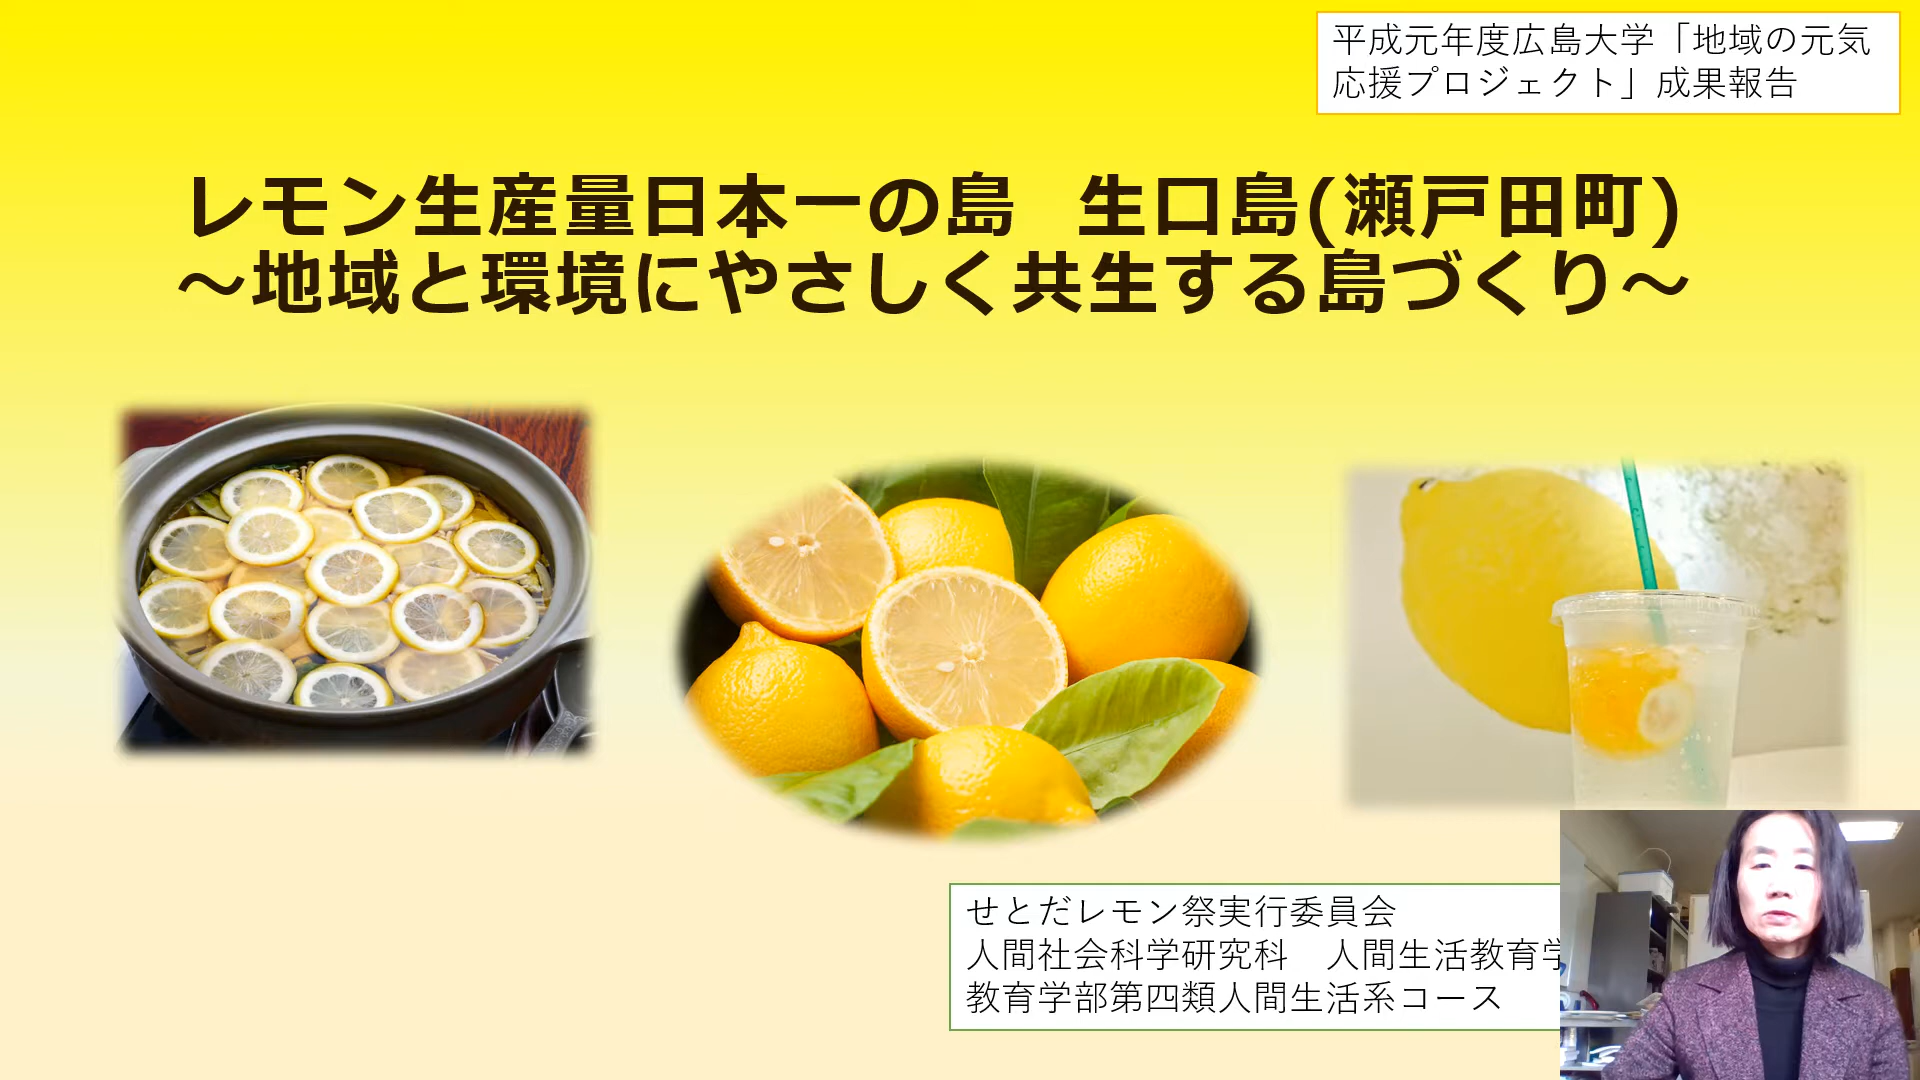 平成元年度広島大学「地域の元気
応援プロジェクト」成果報告
レモン生産量日本一の島 生口島(瀬戸田町)
～地域と環境にやさしく共生する島づくり～
せとだレモン祭実行委員会
人間社会科学研究科 人間生活教育学
教育学部第四類人間生活系コース